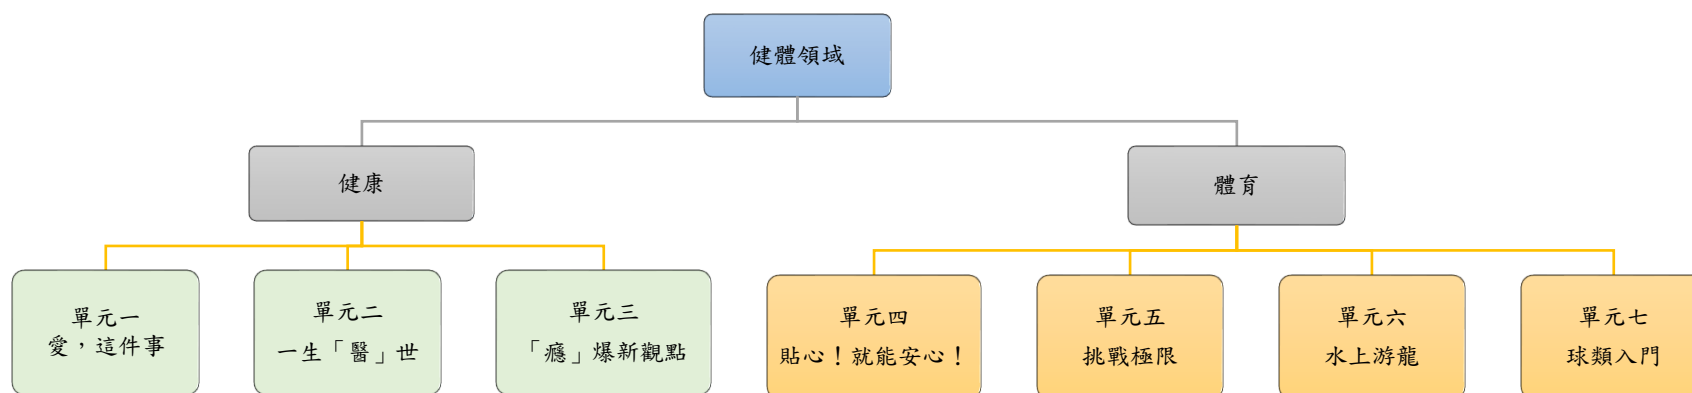 健體領域
健康
體育
單元一
愛，這件事
單元二
一生「醫」世
單元三
「癮」爆新觀點
單元四
貼心！就能安心！
單元五
挑戰極限
單元六
水上游龍
單元七
球類入門